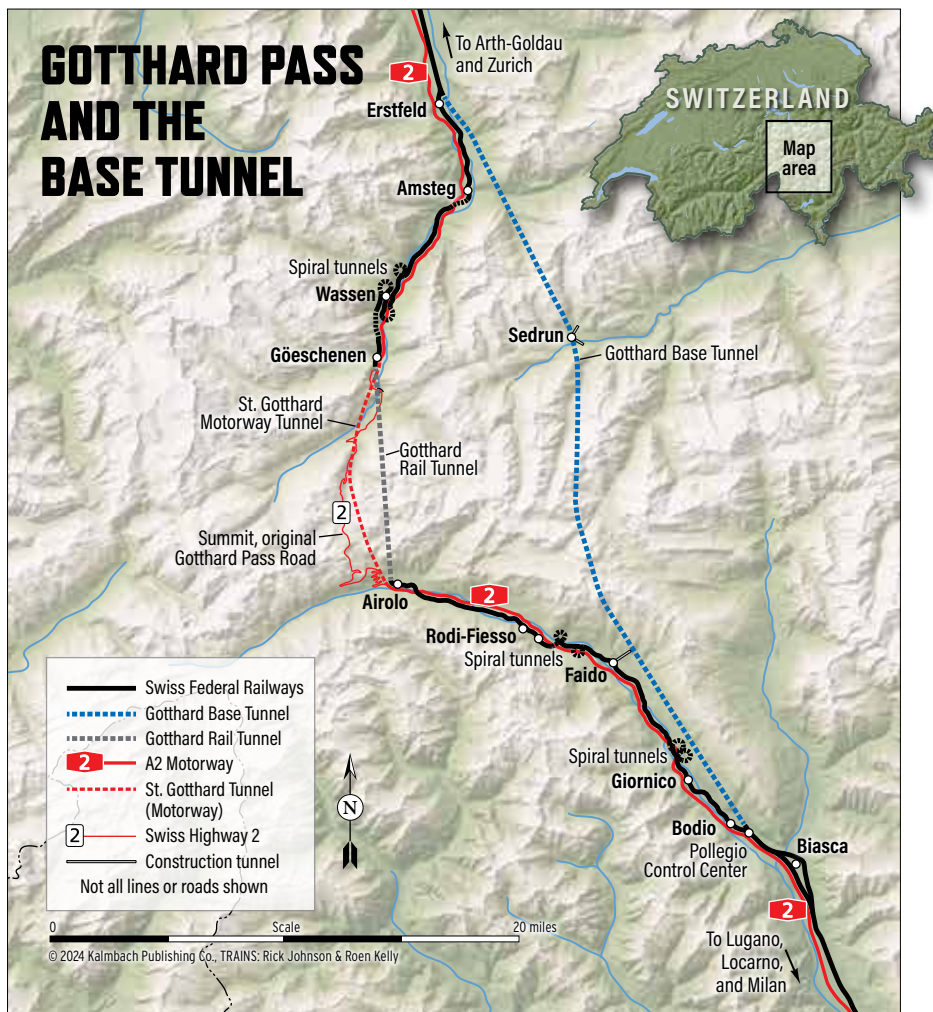 GOTTHARD PASS
AND THE
BASE TUNNEL
2
To Arth-Goldau
and Zurich
SWITZERLAND
Map
area
Erstfeld
Amsteg
Spiral tunnels
Wassen
Göeschenen
Sedrun
Gotthard Base Tunnel
St. Gotthard
Motorway Tunnel
Gotthard
Rail Tunnel
2
Summit, original
Gotthard Pass Road
Airolo
2
Rodi-Fiesso
Spiral tunnels
Faido
Spiral tunnels
Giornico
Bodio
Pollegio
Control Center
Biasca
2
To Lugano,
Locarno,
and Milan
Swiss Federal Railways
Gotthard Base Tunnel
Gotthard Rail Tunnel
2 A2 Motorway
St. Gotthard Tunnel
(Motorway)
2 Swiss Highway 2
Construction tunnel
Not all lines or roads shown
N
0 Scale 20 miles
© 2024 Kalmbach Publishing Co., TRAINS: Rick Johnson & Roen Kelly